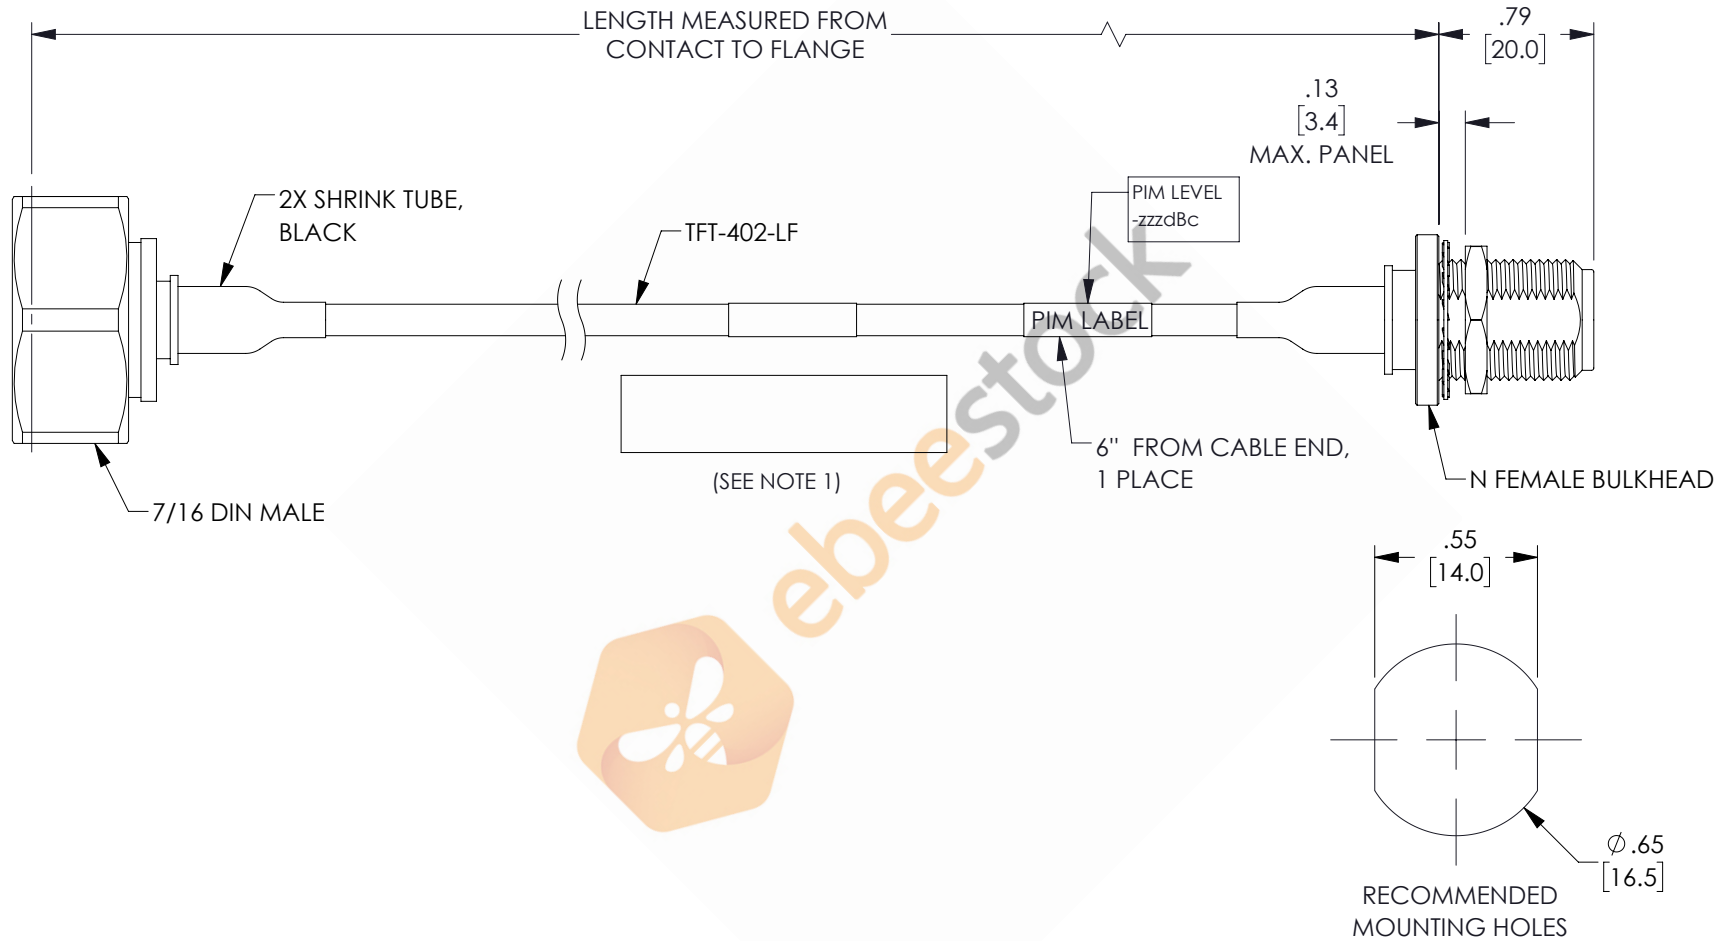 LENGTH MEASURED FROM
CONTACT TO FLANGE
.79
[20.0]
.13
[3.4]
MAX. PANEL
2X SHRINK TUBE,
BLACK
TFT-402-LF
PIM LEVEL
-zzzdBc
PIM LABEL
(SEE NOTE 1)
6" FROM CABLE END,
1 PLACE
N FEMALE BULKHEAD
7/16 DIN MALE
ebeestock
.55
[14.0]
Ø.65
[16.5]
RECOMMENDED
MOUNTING HOLES